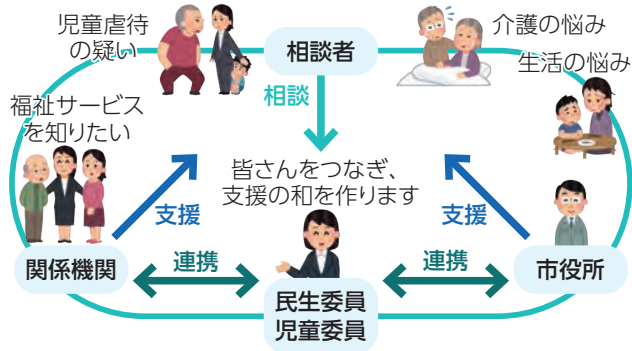 児童虐待
の疑い
相談者
介護の悩み
生活の悩み
相談
福祉サービス
を知りたい
皆さんをつなぎ、
支援の和を作ります
支援
支援
関係機関
連携
連携
市役所
民生委員
児童委員